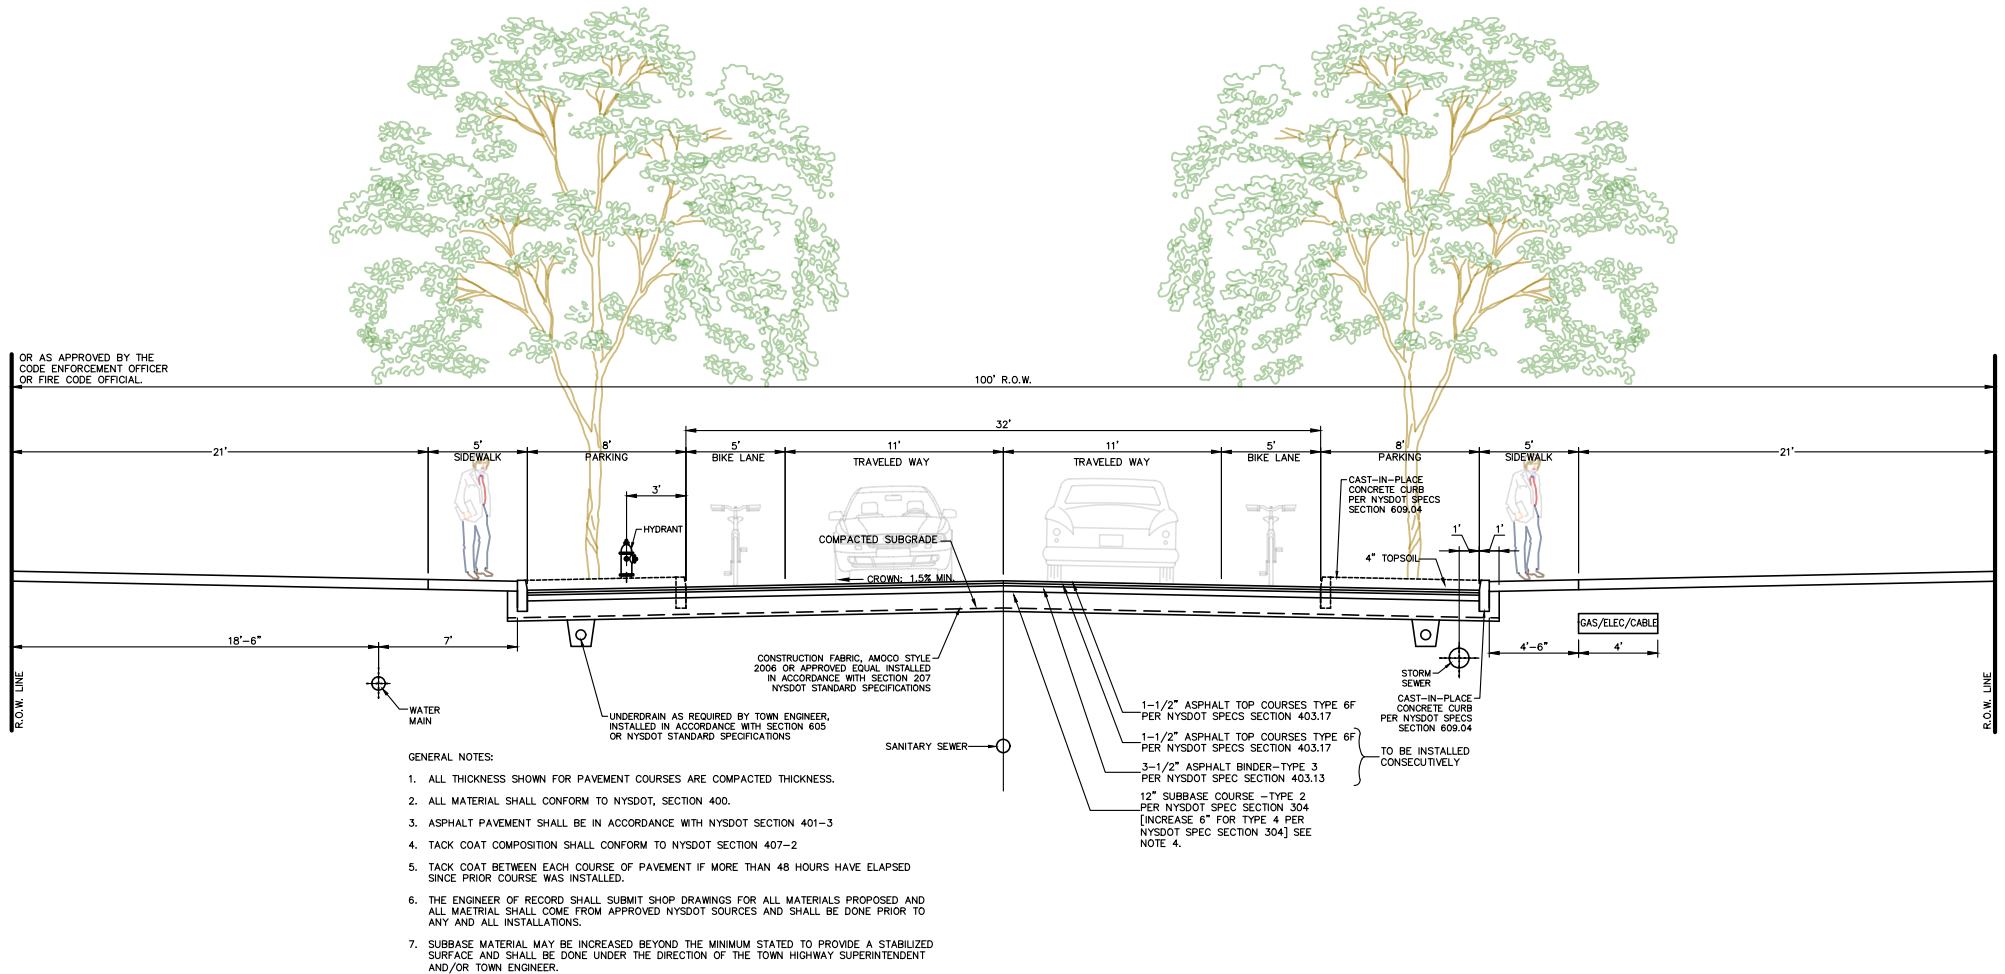 OR AS APPROVED BY THE
CODE ENFORCEMENT OFFICER
OR FIRE CODE OFFICIAL.
100' R.O.W.
32'
21'
5'
SIDEWALK
8'
PARKING
5'
BIKE LANE
11'
TRAVELED WAY
11'
TRAVELED WAY
5'
BIKE LANE
8'
PARKING
5'
SIDEWALK
21'
3'
HYDRANT
CAST-IN-PLACE
CONCRETE CURB
PER NYSDOT SPECS
SECTION 609.04
1'
1'
COMPACTED SUBGRADE
4" TOPSOIL
CROWN: 1.5% MIN.
GAS/ELEC/CABLE
18'-6"
7'
4'-6"
4'
R.O.W. LINE
R.O.W. LINE
WATER
MAIN
CONSTRUCTION FABRIC, AMOCO STYLE
2006 OR APPROVED EQUAL INSTALLED
IN ACCORDANCE WITH SECTION 207
NYSDOT STANDARD SPECIFICATIONS
STORM
SEWER
CAST-IN-PLACE
CONCRETE CURB
PER NYSDOT SPECS
SECTION 609.04
UNDERDRAIN AS REQUIRED BY TOWN ENGINEER,
INSTALLED IN ACCORDANCE WITH SECTION 605
OR NYSDOT STANDARD SPECIFICATIONS
SANITARY SEWER
1-1/2" ASPHALT TOP COURSES TYPE 6F
PER NYSDOT SPECS SECTION 403.17
1-1/2" ASPHALT TOP COURSES TYPE 6F
PER NYSDOT SPECS SECTION 403.17
3-1/2" ASPHALT BINDER-TYPE 3
PER NYSDOT SPEC SECTION 403.13
TO BE INSTALLED
CONSECUTIVELY
12" SUBBASE COURSE -TYPE 2
PER NYSDOT SPEC SECTION 304
[INCREASE 6" FOR TYPE 4 PER
NYSDOT SPEC SECTION 304] SEE
NOTE 4.
GENERAL NOTES:
1. ALL THICKNESS SHOWN FOR PAVEMENT COURSES ARE COMPACTED THICKNESS.
2. ALL MATERIAL SHALL CONFORM TO NYSDOT, SECTION 400.
3. ASPHALT PAVEMENT SHALL BE IN ACCORDANCE WITH NYSDOT SECTION 401-3
4. TACK COAT COMPOSITION SHALL CONFORM TO NYSDOT SECTION 407-2
5. TACK COAT BETWEEN EACH COURSE OF PAVEMENT IF MORE THAN 48 HOURS HAVE ELAPSED
SINCE PRIOR COURSE WAS INSTALLED.
6. THE ENGINEER OF RECORD SHALL SUBMIT SHOP DRAWINGS FOR ALL MATERIALS PROPOSED AND
ALL MAETRIAL SHALL COME FROM APPROVED NYSDOT SOURCES AND SHALL BE DONE PRIOR TO
ANY AND ALL INSTALLATIONS.
7. SUBBASE MATERIAL MAY BE INCREASED BEYOND THE MINIMUM STATED TO PROVIDE A STABILIZED
SURFACE AND SHALL BE DONE UNDER THE DIRECTION OF THE TOWN HIGHWAY SUPERINTENDENT
AND/OR TOWN ENGINEER.